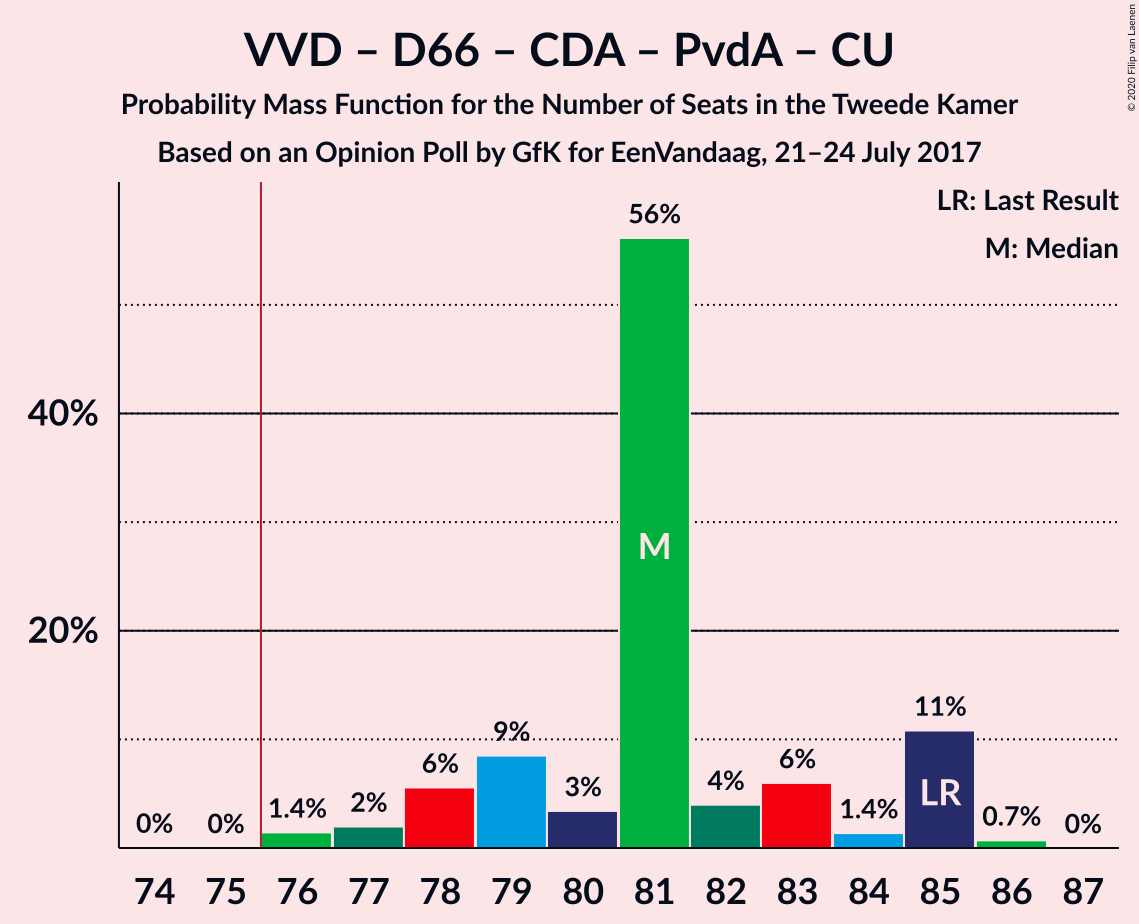 VVD – D66 – CDA – PvdA – CU
Probability Mass Function for the Number of Seats in the Tweede Kamer
Based on an Opinion Poll by GfK for EenVandaag, 21–24 July 2017
© 2020 Filip van Laenen
LR: Last Result
M: Median
56%
40%
M
20%
11%
9%
6%
6%
LR
3%
4%
2%
1.4%
1.4%
0.7%
0%
0%
0%
74 75 76 77 78 79 80 81 82 83 84 85 86 87